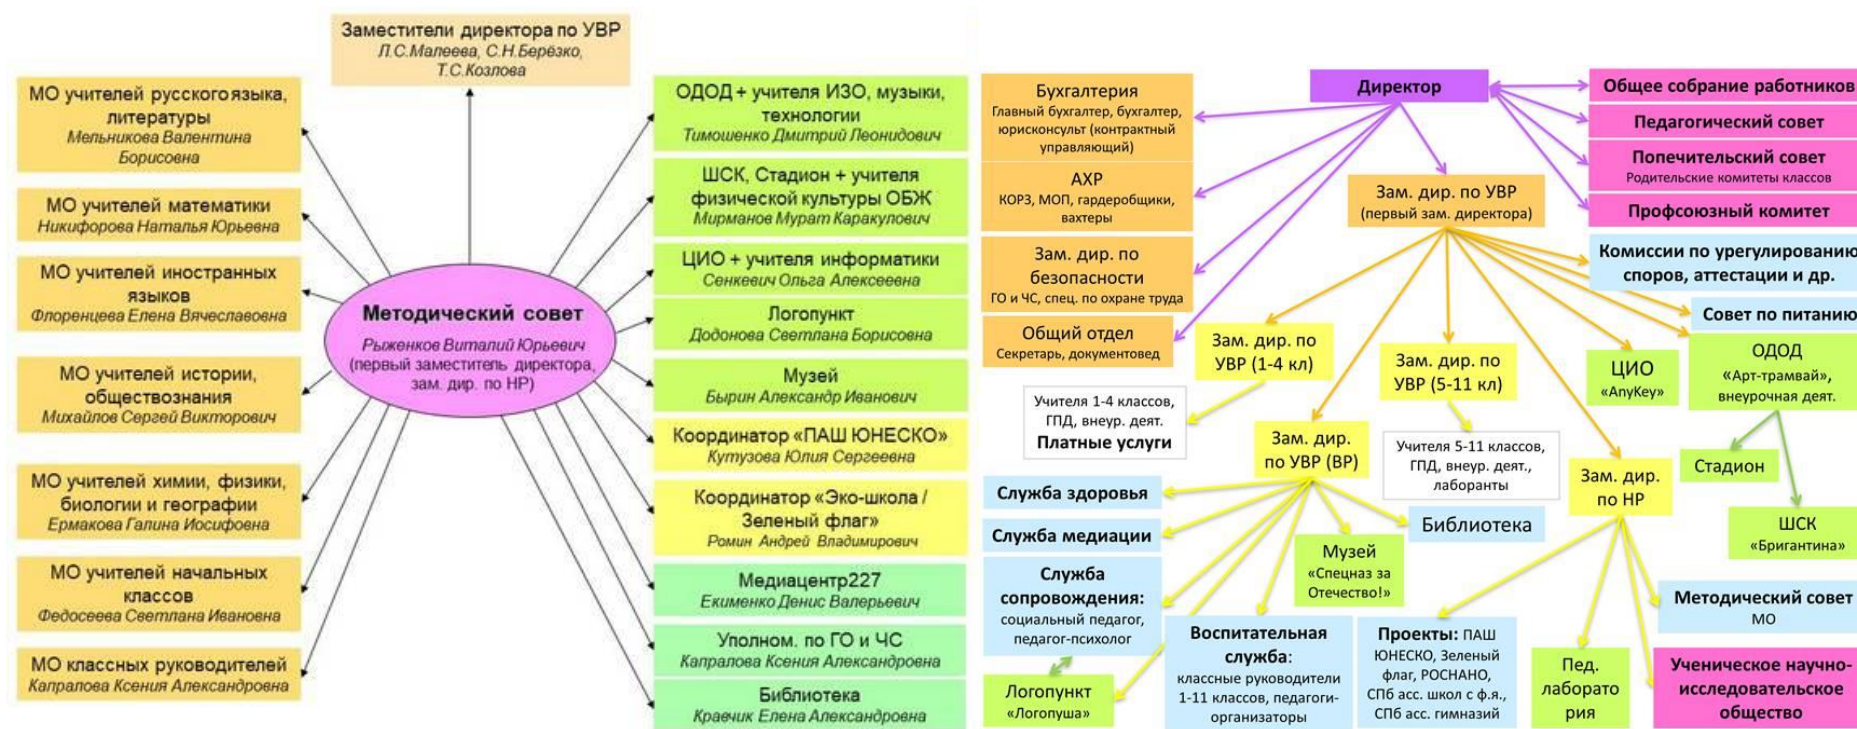 Заместители директора по УВР
Л.С.Малеева, С.Н.Берёзко,
Т.С.Козлова
МО учителей русского языка,
литературы
Мельникова Валентина
Борисовна
МО учителей математики
Никифорова Наталья Юрьевна
МО учителей иностранных
языков
Флоренцева Елена Вячеславовна
МО учителей истории,
обществознания
Михайлов Сергей Викторович
МО учителей химии, физики,
биологии и географии
Ермакова Галина Иосифовна
МО учителей начальных
классов
Федосеева Светлана Ивановна
МО классных руководителей
Капралова Ксения Александровна
Методический совет
Рыженков Виталий Юрьевич
(первый заместитель директора,
зам. дир. по НР)
ОДОД + учителя ИЗО, музыки,
технологии
Тимошенко Дмитрий Леонидович
ШСК, Стадион + учителя
физической культуры ОБЖ
Мирманов Мурат Каракулович
ЦИО + учителя информатики
Сенкевич Ольга Алексеевна
Логопункт
Додонова Светлана Борисовна
Музей
Бырин Александр Иванович
Координатор «ПАШ ЮНЕСКО»
Кутузова Юлия Сергеевна
Координатор «Эко-школа /
Зеленый флаг»
Ромин Андрей Владимирович
Медиацентр227
Екименко Денис Валерьевич
Уполном. по ГО и ЧС
Капралова Ксения Александровна
Библиотека
Кравчик Елена Александровна
Директор
Бухгалтерия
Главный бухгалтер, бухгалтер,
юрисконсульт (контрактный
управляющий)
АХР
КОРЗ, МОП, гардеробщики,
вахтеры
Зам. дир. по
безопасности
ГО и ЧС, спец. по охране труда
Общий отдел
Секретарь, документовед
Общее собрание работников
Педагогический совет
Попечительский совет
Родительские комитеты классов
Профсоюзный комитет
Зам. дир. по УВР
(первый зам. директора)
Комиссии по урегулированию
споров, аттестации и др.
Совет по питанию
Зам. дир. по
УВР (1-4 кл)
Учителя 1-4 классов,
ГПД, внеур. деят.
Платные услуги
Зам. дир. по
УВР (5-11 кл)
Учителя 5-11 классов,
ГПД, внеур. деят.,
лаборанты
ЦИО
«AnyKey»
ОДОД
«Арт-трамвай»,
внеурочная деят.
Стадион
ШСК
«Бригантина»
Зам. дир.
по УВР (ВР)
Зам. дир.
по НР
Служба здоровья
Служба медиации
Служба
сопровождения:
социальный педагог,
педагог-психолог
Логопункт
«Логопуша»
Воспитательная
служба:
классные руководители
1-11 классов, педагоги-
организаторы
Музей
«Спецназ за
Отечество!»
Библиотека
Проекты: ПАШ
ЮНЕСКО, Зеленый
флаг, РОСНАНО,
СПб асс. школ с ф.я.,
СПб асс. гимназий
Пед.
лаборато
рия
Методический совет
МО
Ученическое научно-
исследовательское
общество